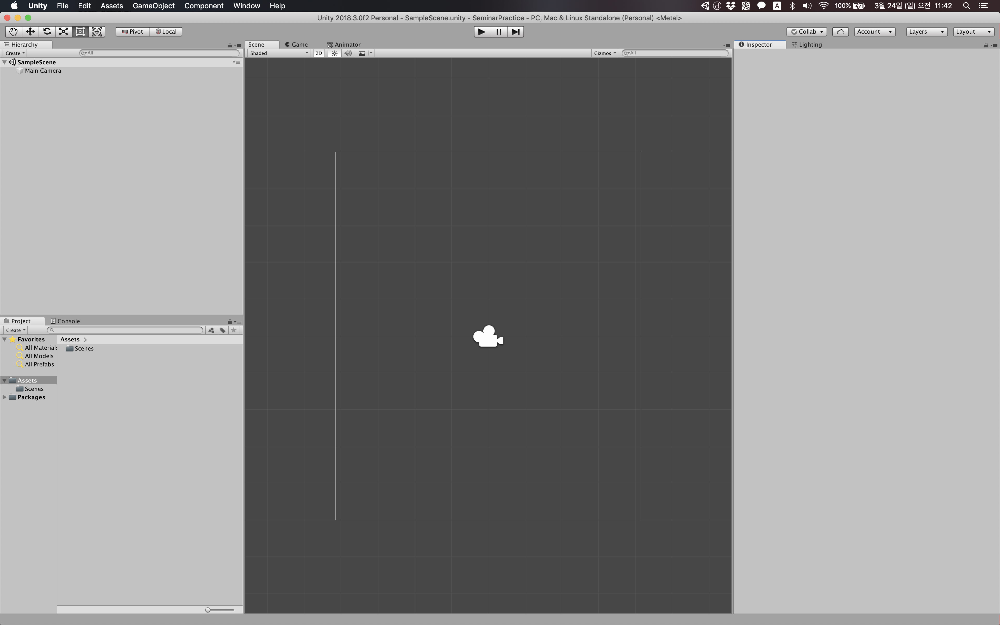 Unity File Edit Assets GameObject Component Window Help
A 100% 3월 24일 (일) 오전 11:42
Unity 2018.3.0f2 Personal - SampleScene.unity - SeminarPractice - PC, Mac & Linux Standalone (Personal) <Metal>
Pivot Local Collab Account Layers Layout
Hierarchy
Create All
SampleScene
Main Camera
Scene Game Animator
Shaded 2D Gizmos All
Inspector Lighting
Project Console
Create
Favorites
All Materials
All Models
All Prefabs
Assets
Scenes
Packages
Assets
Scenes